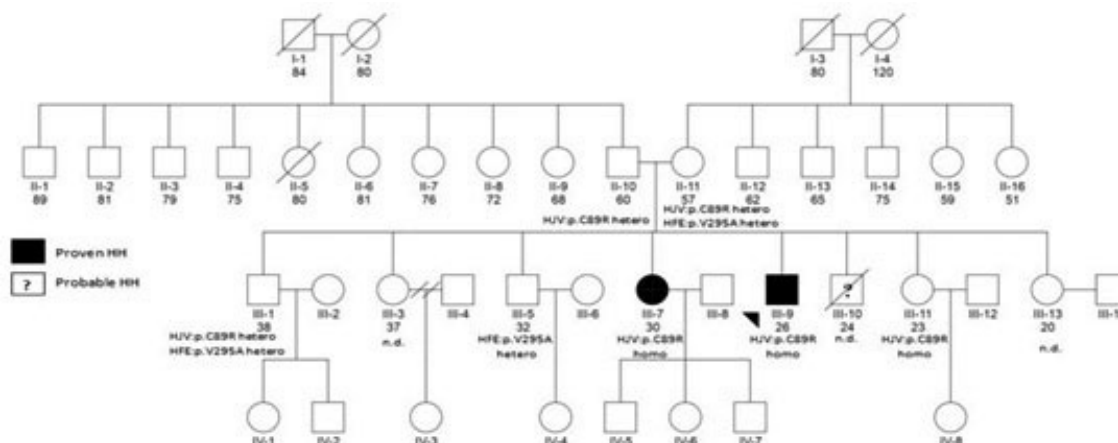 I-1 I-2 I-3 I-4
84 80 80 120
II-1 II-2 II-3 II-4 II-5 II-6 II-7 II-8 II-9 II-10 II-11 II-12 II-13 II-14 II-15 II-16
89 81 79 75 80 81 76 72 68 60 57 62 65 75 59 51
HJV:p.C89R hetero HJV:p.C89R hetero
HFE:p.V295A hetero
Proven HH
? Probable HH
III-1 III-2 III-3 III-4 III-5 III-6 III-7 III-8 III-9 III-10 III-11 III-12 III-13
38 37 32 30 26 24 23 20
HJV:p.C89R hetero n.d. HFE:p.V295A HJV:p.C89R HJV:p.C89R n.d. HJV:p.C89R n.d.
HFE:p.V295A hetero hetero homo homo homo
IV-1 IV-2 IV-3 IV-4 IV-5 IV-6 IV-7 IV-8